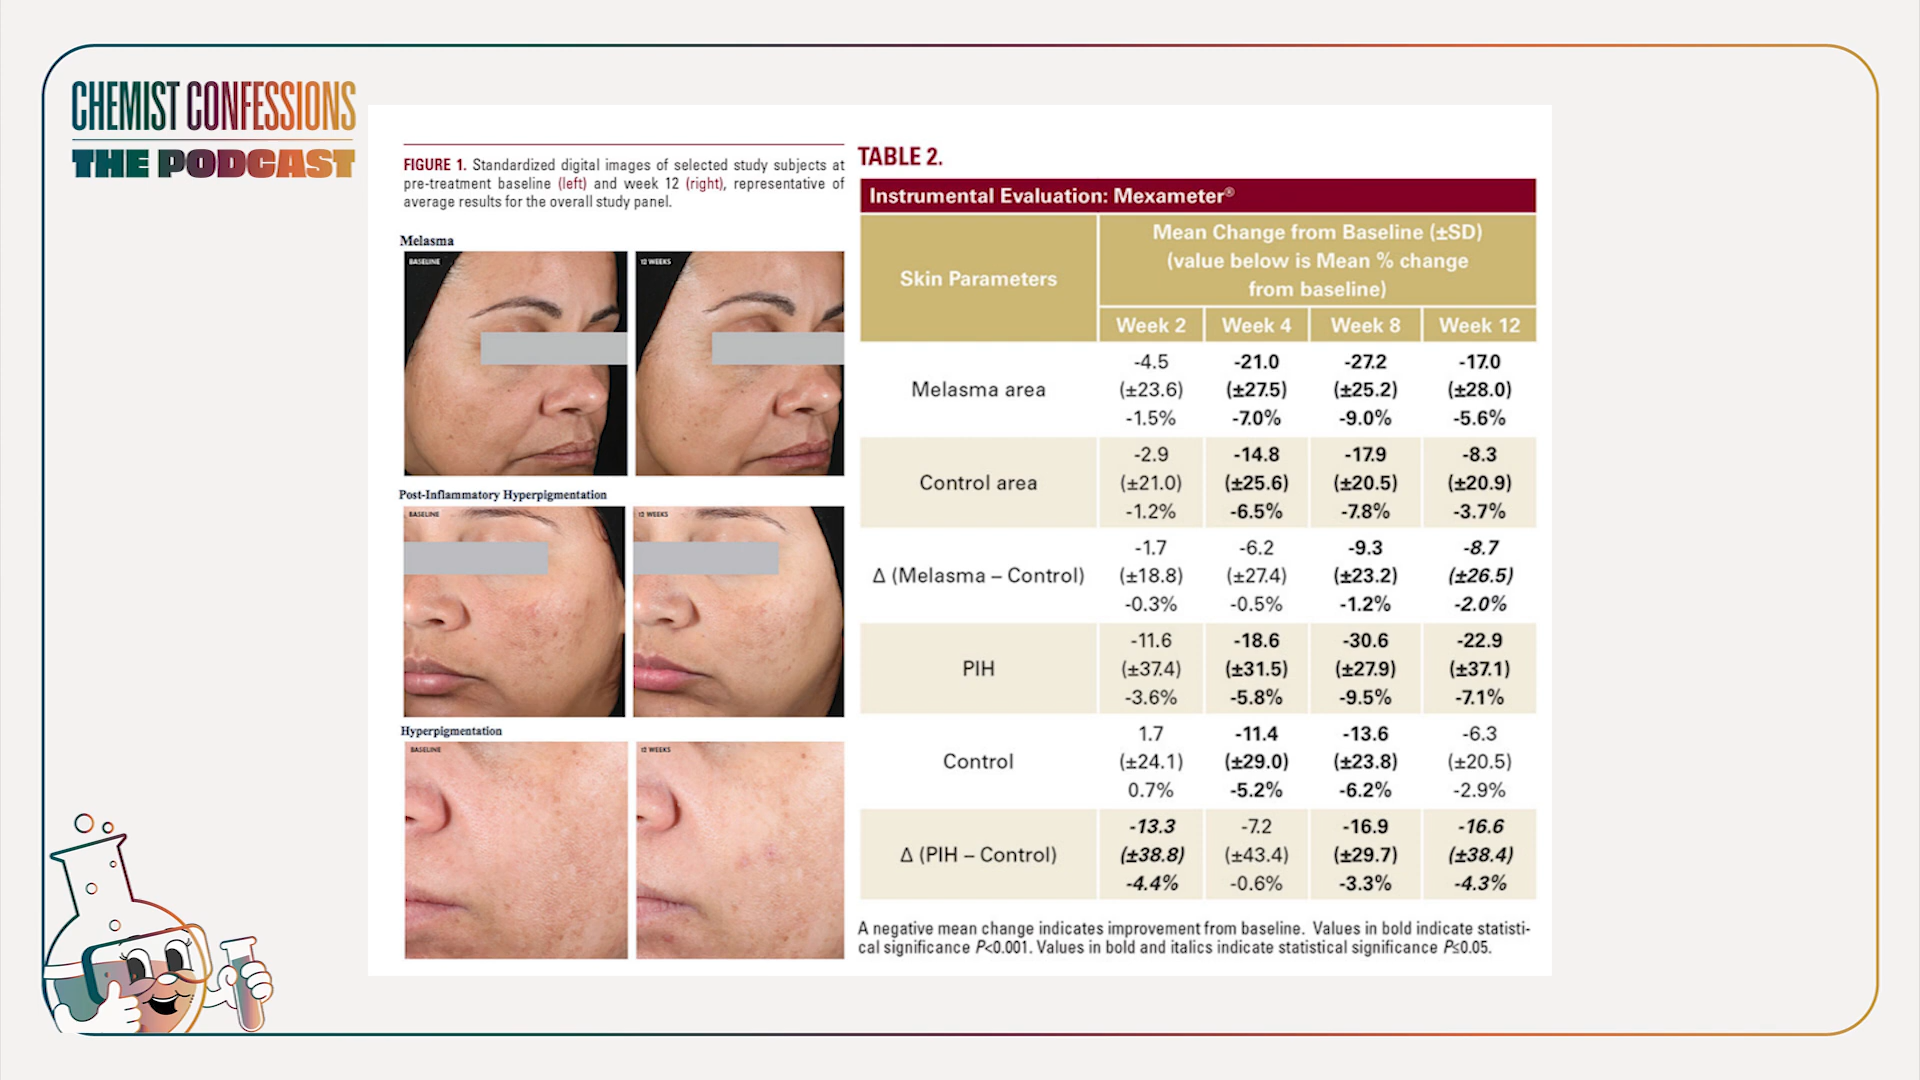 CHEMIST CONFESSIONS
THE PODCAST
FIGURE 1. Standardized digital images of selected study subjects at
pre-treatment baseline (left) and week 12 (right), representative of
average results for the overall study panel.
Melasma
BASELINE
12 WEEKS
Post-Inflammatory Hyperpigmentation
BASELINE
12 WEEKS
Hyperpigmentation
BASELINE
12 WEEKS
TABLE 2.
Instrumental Evaluation: Mexameter®
Skin Parameters
Mean Change from Baseline (±SD)
(value below is Mean % change
from baseline)
Week 2 Week 4 Week 8 Week 12
Melasma area
-4.5 -21.0 -27.2 -17.0
(±23.6) (±27.5) (±25.2) (±28.0)
-1.5% -7.0% -9.0% -5.6%
Control area
-2.9 -14.8 -17.9 -8.3
(±21.0) (±25.6) (±20.5) (±20.9)
-1.2% -6.5% -7.8% -3.7%
Δ (Melasma – Control)
-1.7 -6.2 -9.3 -8.7
(±18.8) (±27.4) (±23.2) (±26.5)
-0.3% -0.5% -1.2% -2.0%
PIH
-11.6 -18.6 -30.6 -22.9
(±37.4) (±31.5) (±27.9) (±37.1)
-3.6% -5.8% -9.5% -7.1%
Control
1.7 -11.4 -13.6 -6.3
(±24.1) (±29.0) (±23.8) (±20.5)
0.7% -5.2% -6.2% -2.9%
Δ (PIH – Control)
-13.3 -7.2 -16.9 -16.6
(±38.8) (±43.4) (±29.7) (±38.4)
-4.4% -0.6% -3.3% -4.3%
A negative mean change indicates improvement from baseline. Values in bold indicate statisti-
cal significance P<0.001. Values in bold and italics indicate statistical significance P≤0.05.